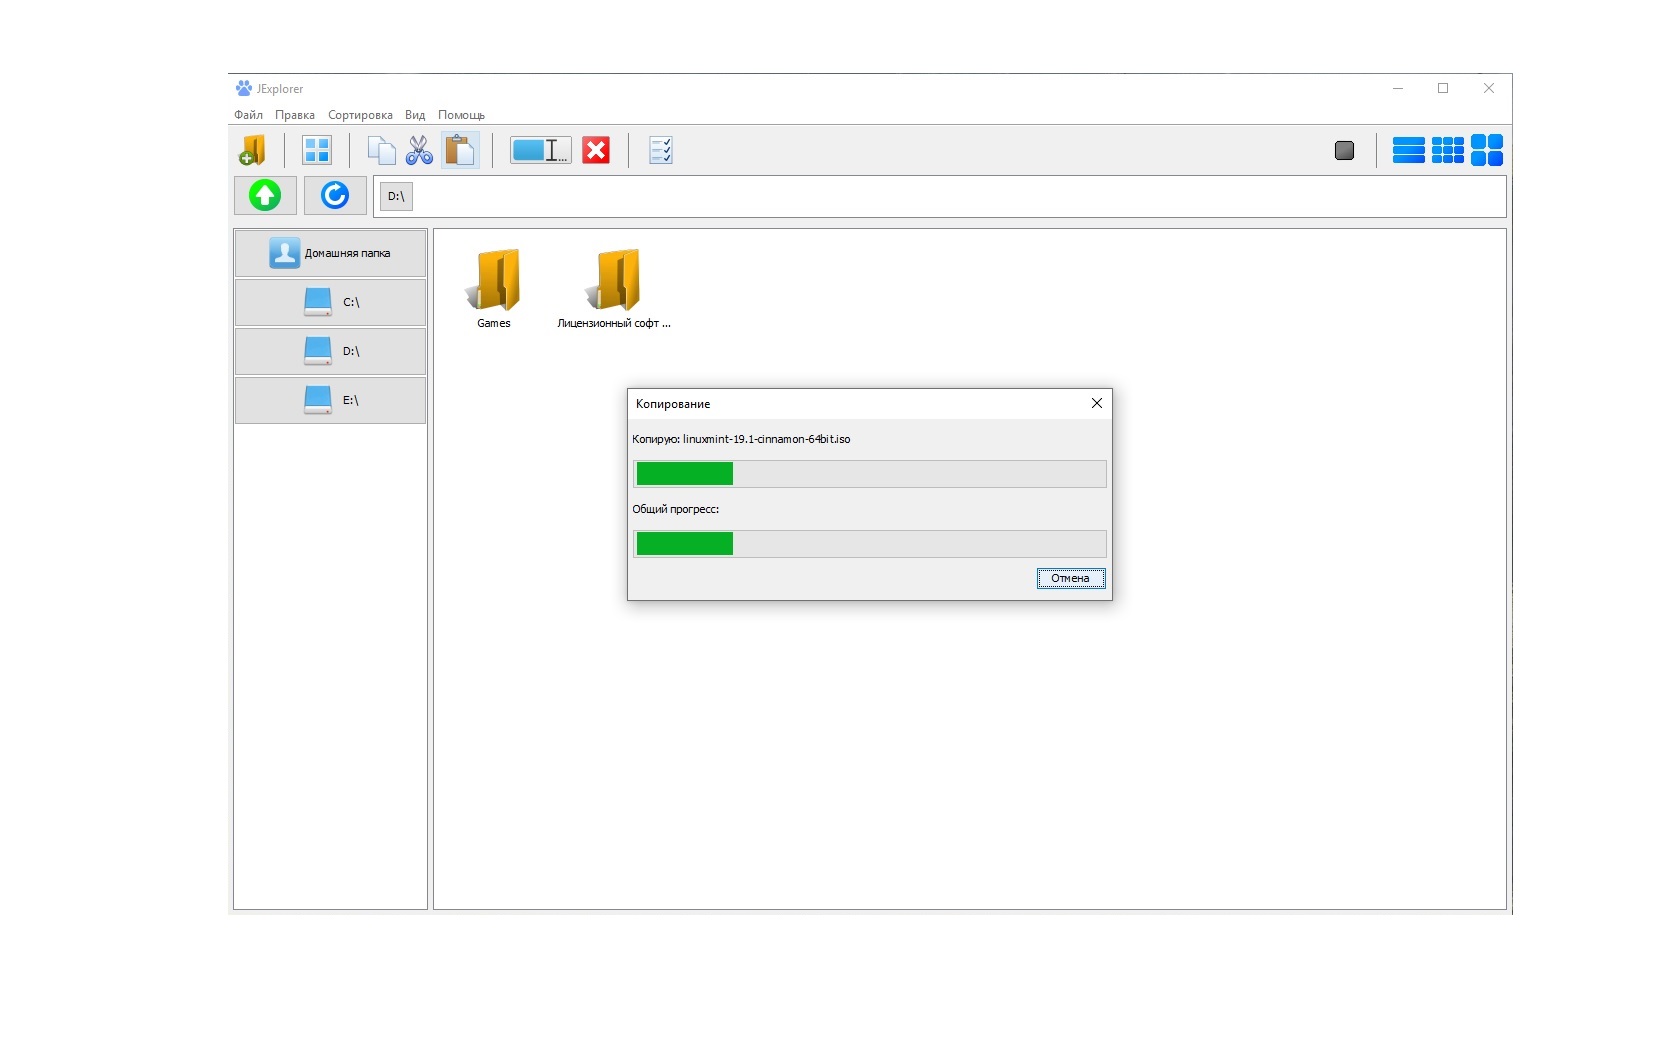 JExplorer
Файл Правка Сортировка Вид Помощь
D:\
Домашняя папка
C:\
D:\
E:\
Games
Лицензионный софт ...
Копирование
Копирую: linuxmint-19.1-cinnamon-64bit.iso
Общий прогресс:
Отмена